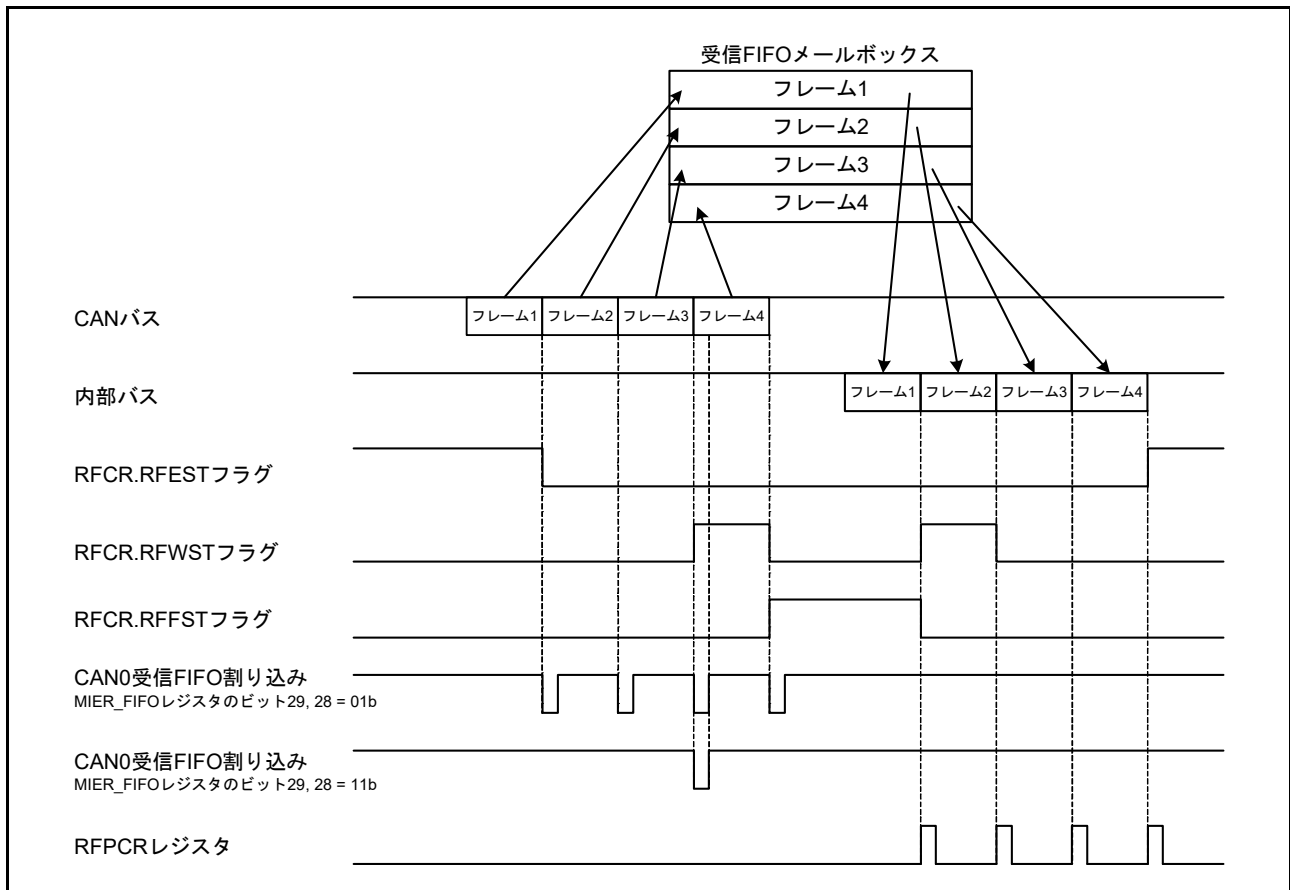 受信FIFOメールボックス
フレーム1
フレーム2
フレーム3
フレーム4
CANバス
フレーム1 フレーム2 フレーム3 フレーム4
内部バス
フレーム1 フレーム2 フレーム3 フレーム4
RFCR.RFESTフラグ
RFCR.RFWSTフラグ
RFCR.RFFSTフラグ
CAN0受信FIFO割り込み
MIER_FIFOレジスタのビット29, 28 = 01b
CAN0受信FIFO割り込み
MIER_FIFOレジスタのビット29, 28 = 11b
RFPCRレジスタ